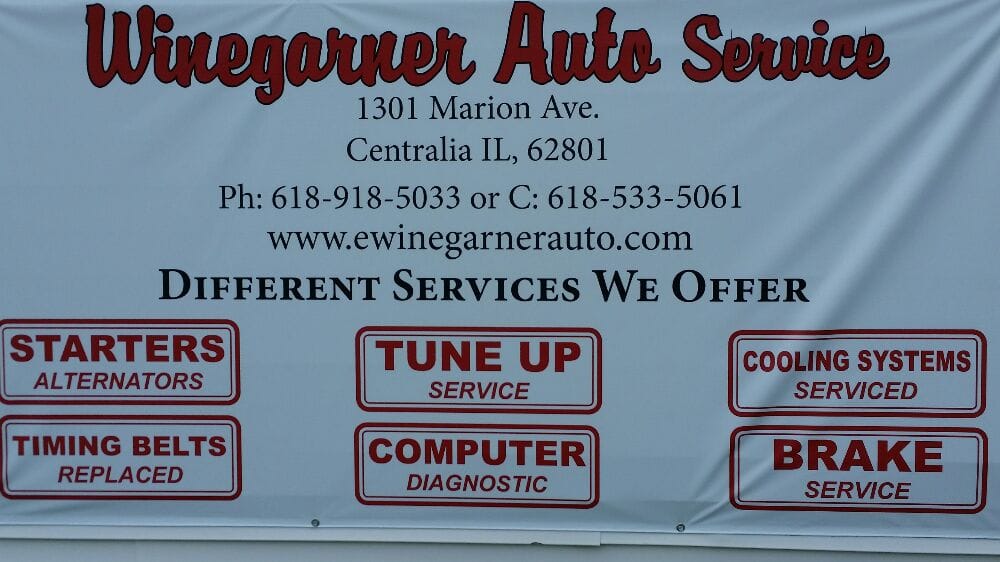 Winegarner Auto Service
1301 Marion Ave.
Centralia IL, 62801
Ph: 618-918-5033 or C: 618-533-5061
www.ewinegarnerauto.com
DIFFERENT SERVICES WE OFFER
STARTERS
ALTERNATORS
TUNE UP
SERVICE
COOLING SYSTEMS
SERVICED
TIMING BELTS
REPLACED
COMPUTER
DIAGNOSTIC
BRAKE
SERVICE